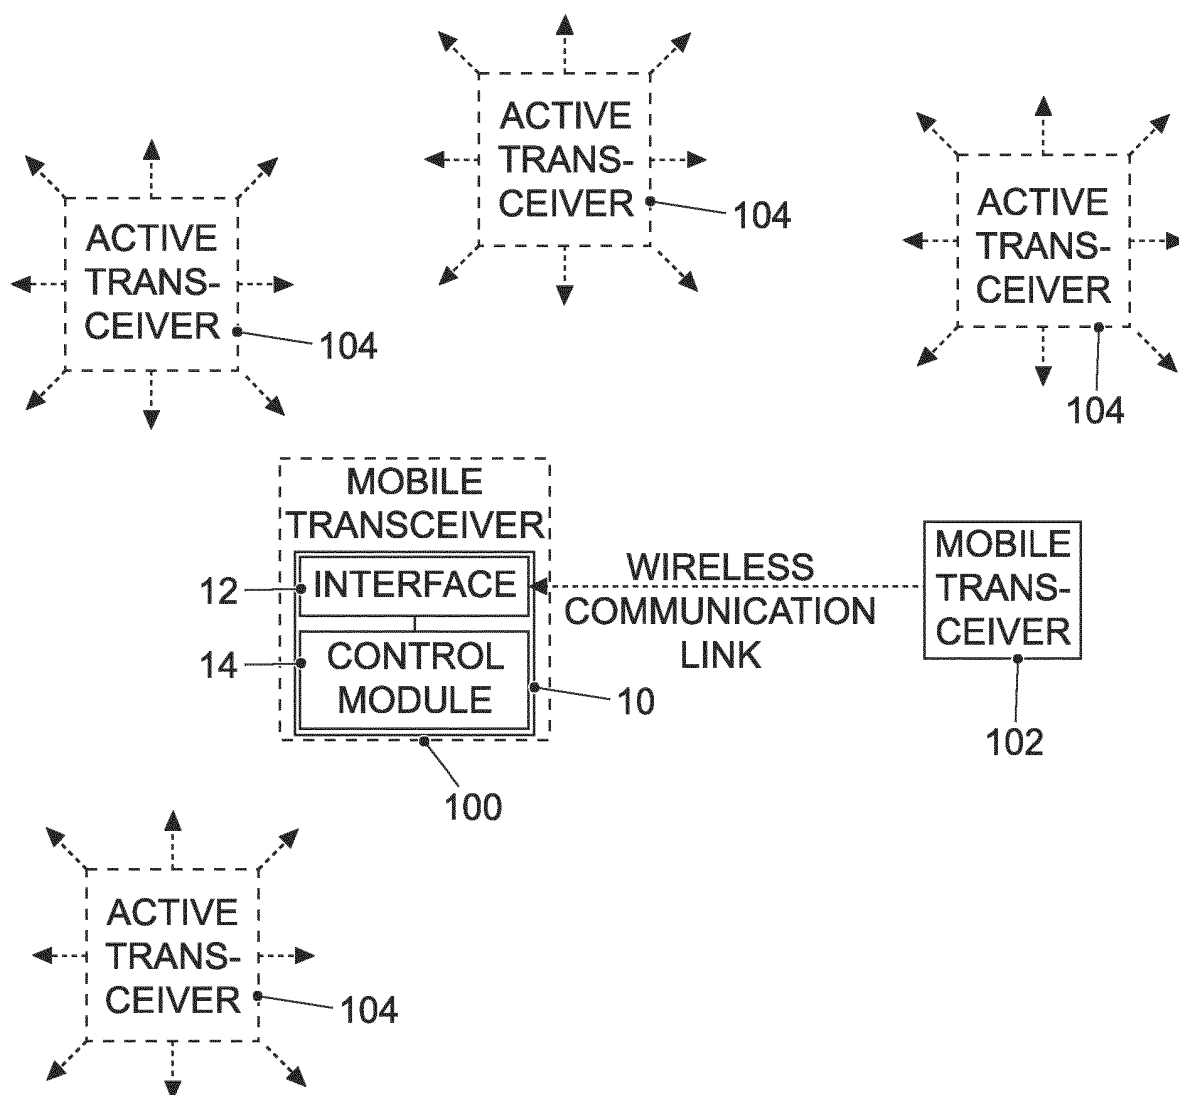 ACTIVE
TRANS-
CEIVER
104
ACTIVE
TRANS-
CEIVER
104
ACTIVE
TRANS-
CEIVER
104
MOBILE
TRANSCEIVER
12
INTERFACE
14
CONTROL
MODULE
10
100
WIRELESS
COMMUNICATION
LINK
MOBILE
TRANS-
CEIVER
102
ACTIVE
TRANS-
CEIVER
104